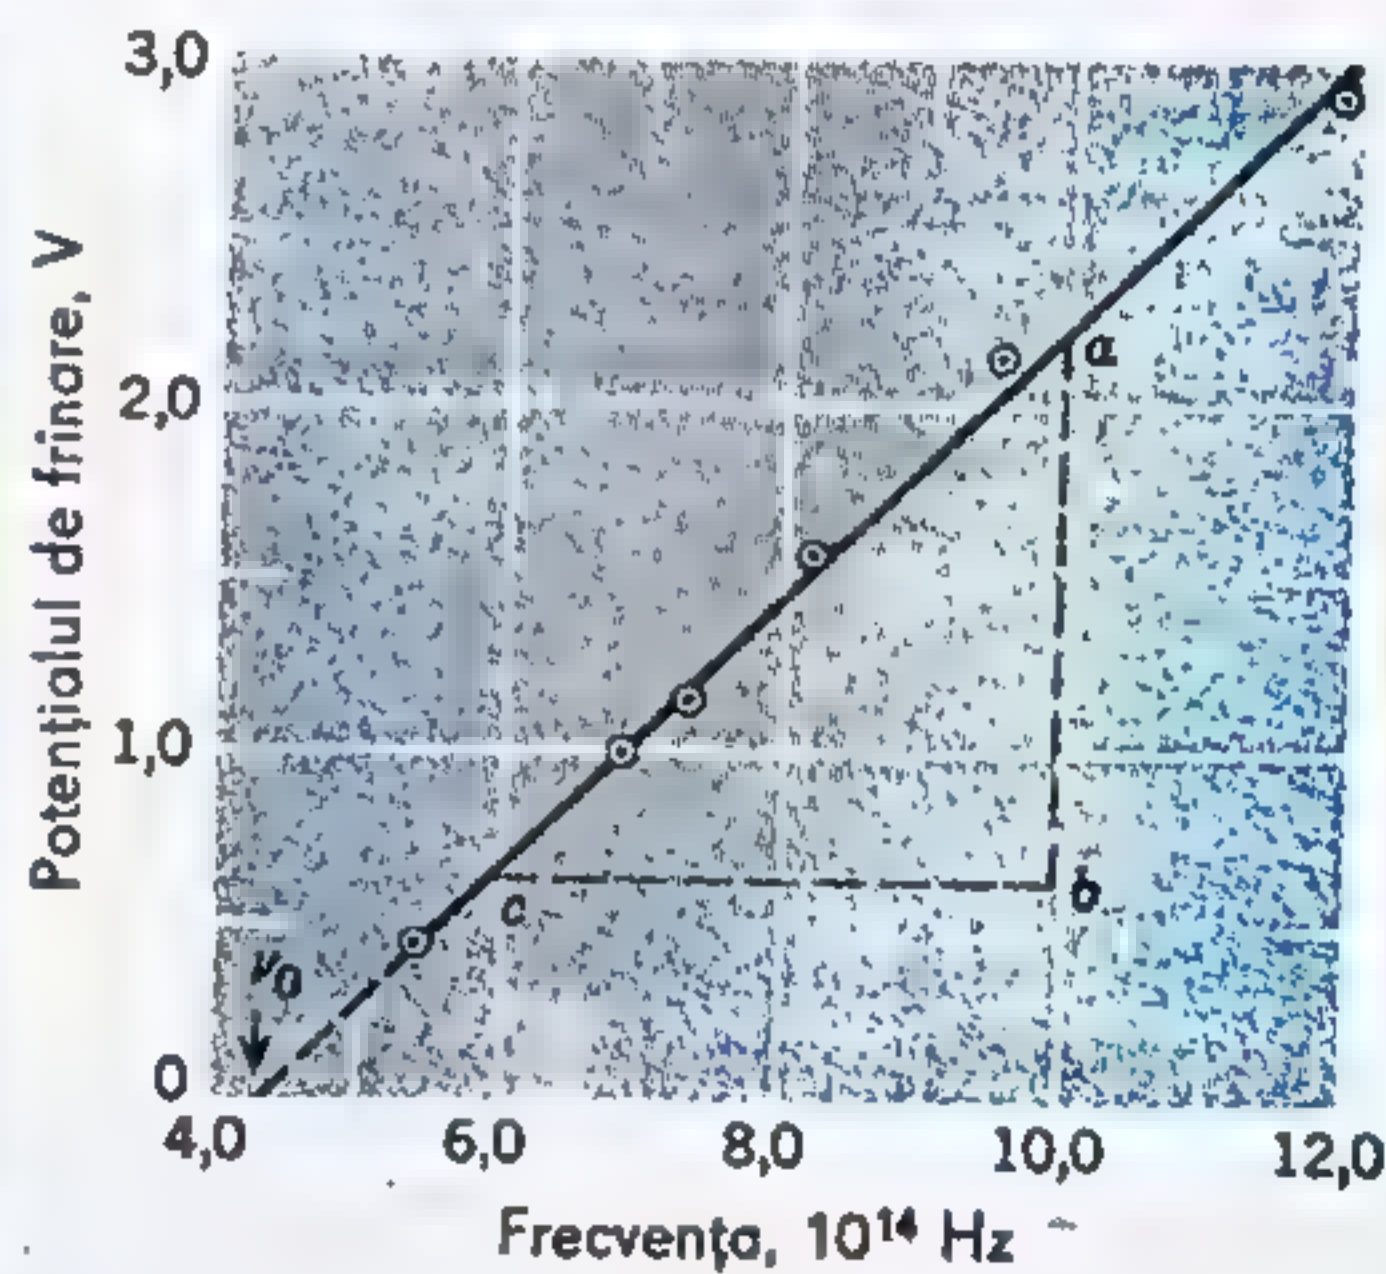 3,0
Potențialul de frînare, V
2,0
1,0
0
a
b
c
ν0
4,0 6,0 8,0 10,0 12,0
Frecvența, 10¹⁴ Hz